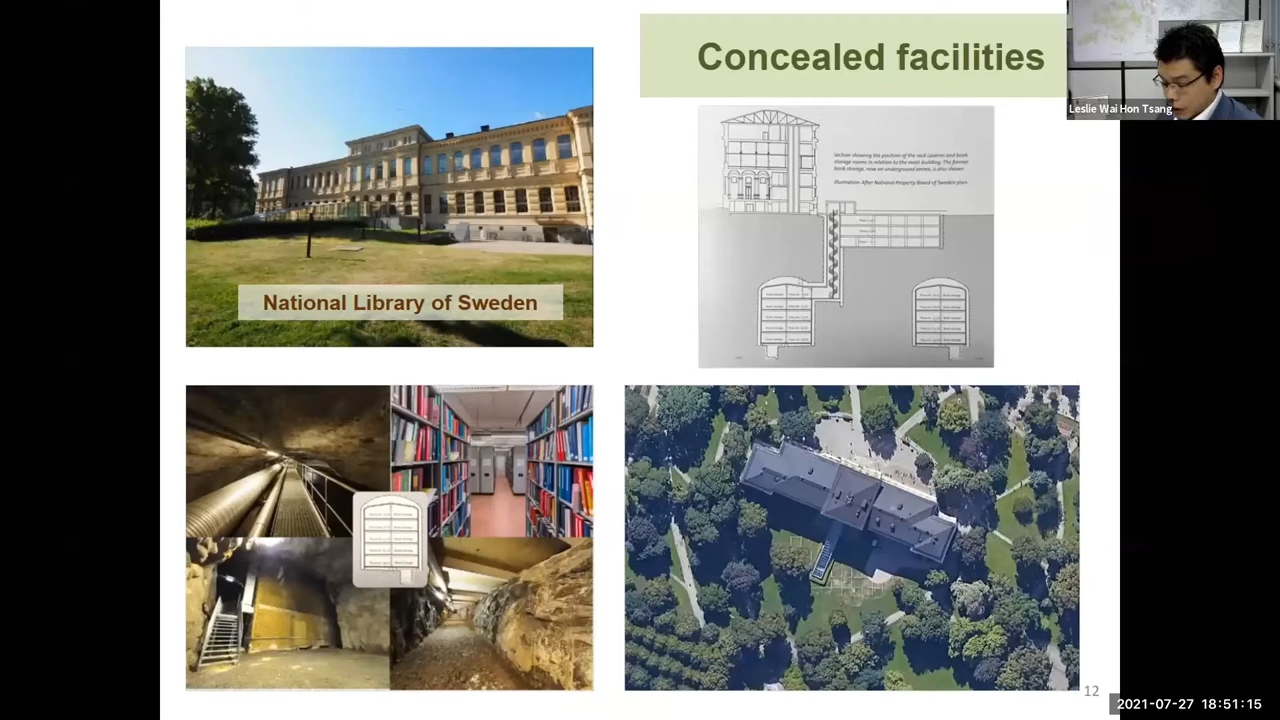 Concealed facilities
Leslie Wai Hon Tsang
Section showing the position of the rock caverns and book
storage rooms in relation to the main building. The former
book storage, now an underground annex, is also shown.
Illustration: After National Property Board of Sweden plan.
National Library of Sweden
12
2021-07-27 18:51:15